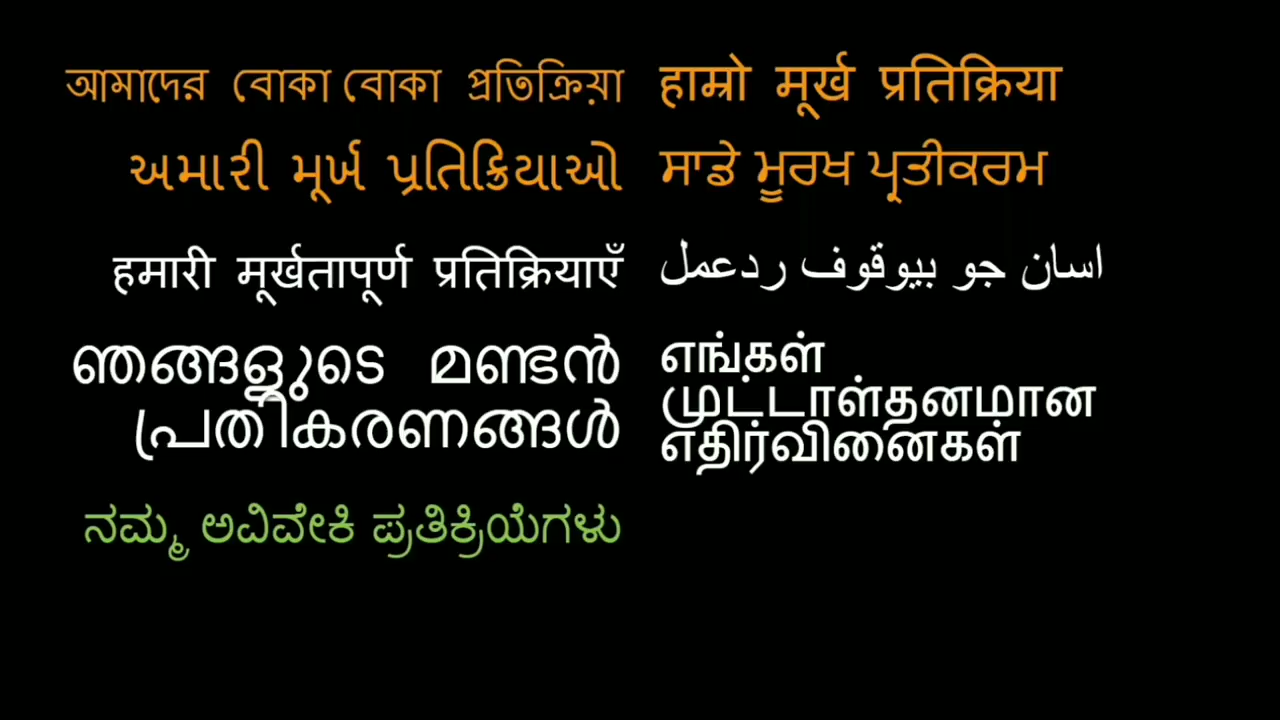 আমাদের বোকা বোকা প্রতিক্রিয়া
हाम्रो मूर्ख प्रतिक्रिया
અમારી મૂર્ખ પ્રતિક્રિયાઓ
ਸਾਡੇ ਮੂਰਖ ਪ੍ਰਤੀਕਰਮ
हमारी मूर्खतापूर्ण प्रतिक्रियाएँ
اسان جو بيوقوف ردعمل
ഞങ്ങളുടെ മണ്ടൻ
പ്രതികരണങ്ങൾ
எங்கள்
முட்டாள்தனமான
எதிர்வினைகள்
ನಮ್ಮ ಅವಿವೇಕಿ ಪ್ರತಿಕ್ರಿಯೆಗಳು